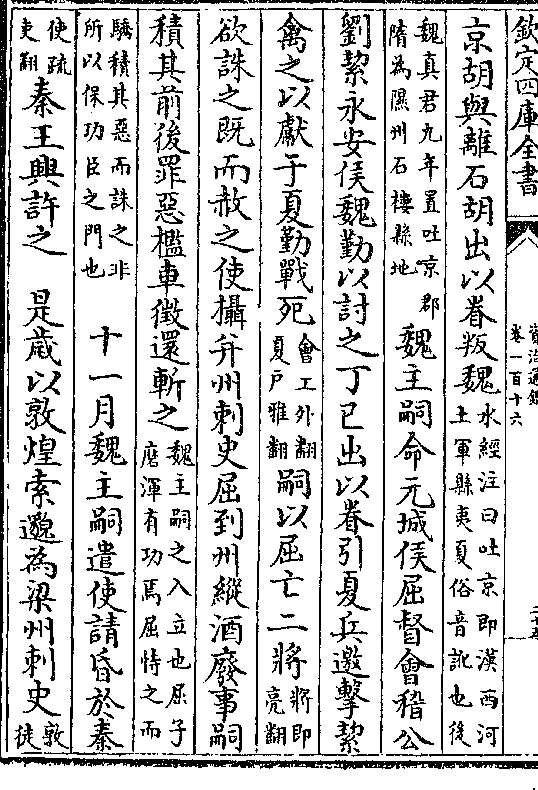 欽定四庫全書
卷一百十六
京胡與離石胡出以眷叛魏水經注曰吐京即漢西河土軍縣夷夏俗音訛也後
魏真君九年置吐京郡隋為隰州石樓縣地 魏主嗣命元城侯屈督會稽公
劉絜永安侯魏勤以討之丁巳出以眷引夏兵邀擊絜
禽之以獻于夏勤戰死會工外翻夏戶雅翻嗣以屈亡二將將即亮翻
欲誅之既而赦之使攝并州刺史屈到州縱酒廢事嗣
積其前後罪惡檻車徵還斬之魏主嗣之入立也屈子磨渾有功焉屈恃之而
驕積其惡而誅之非所以保功臣之門也 十一月魏主嗣遣使請昏於秦
使疏吏翻秦王興許之 是歲以敦煌索邈為梁州刺史敦徒